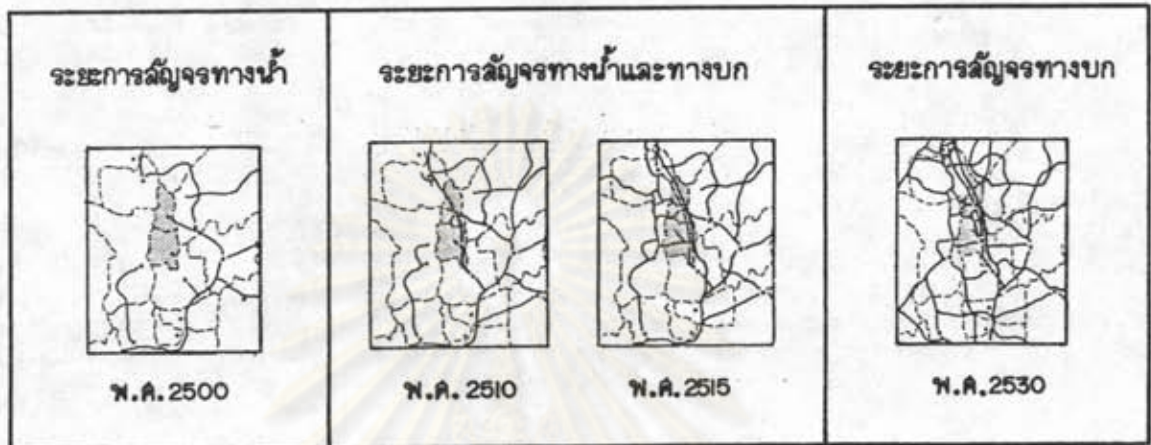 ระยะการสัญจรทางน้ำ
ระยะการสัญจรทางน้ำและทางบก
ระยะการสัญจรทางบก
พ.ศ.2500
พ.ศ.2510
พ.ศ.2515
พ.ศ.2530